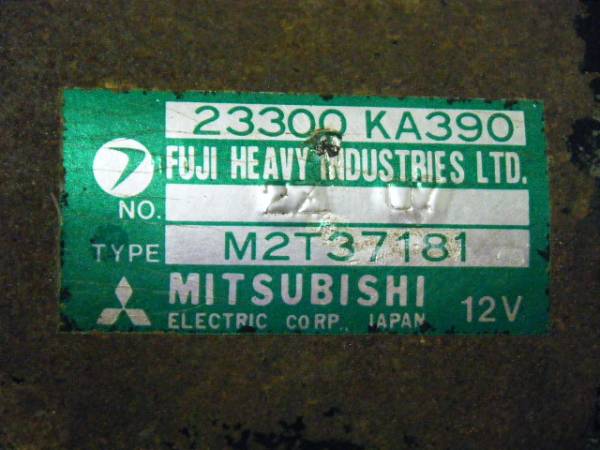 23300 KA390
FUJI HEAVY INDUSTRIES LTD.
NO.
TYPE M2T37181
MITSUBISHI
ELECTRIC CORP., JAPAN 12V